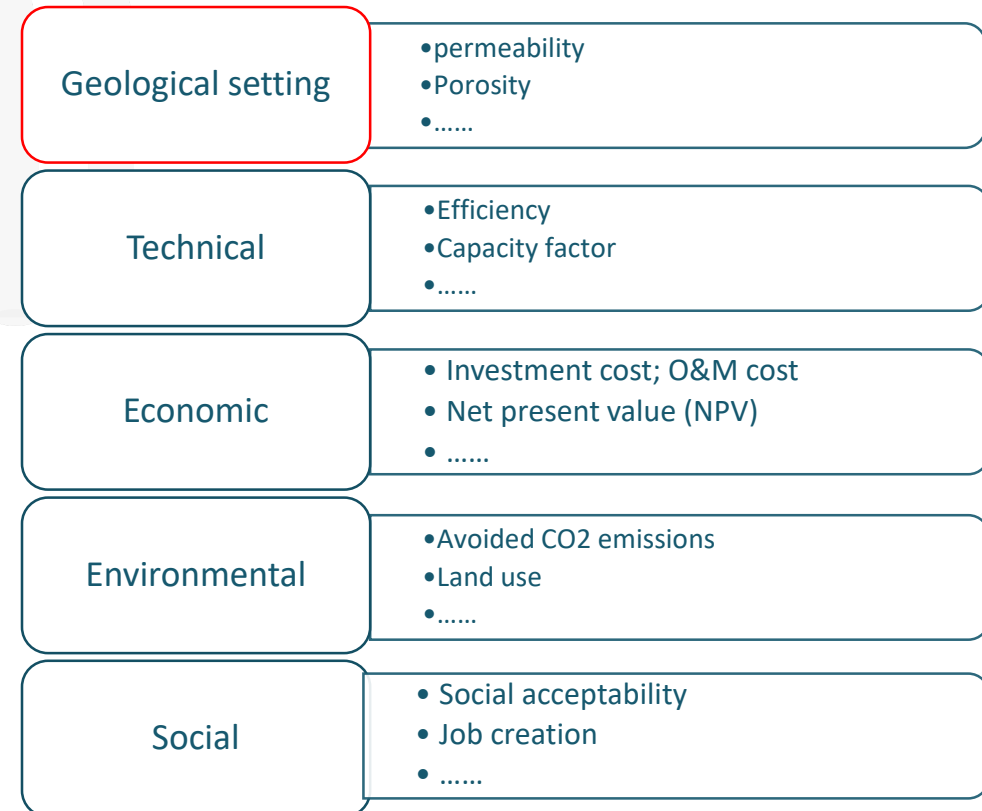 Geological setting
•permeability
•Porosity
•......
Technical
•Efficiency
•Capacity factor
•......
Economic
• Investment cost; O&M cost
• Net present value (NPV)
• ......
Environmental
•Avoided CO2 emissions
•Land use
•......
Social
• Social acceptability
• Job creation
• ......